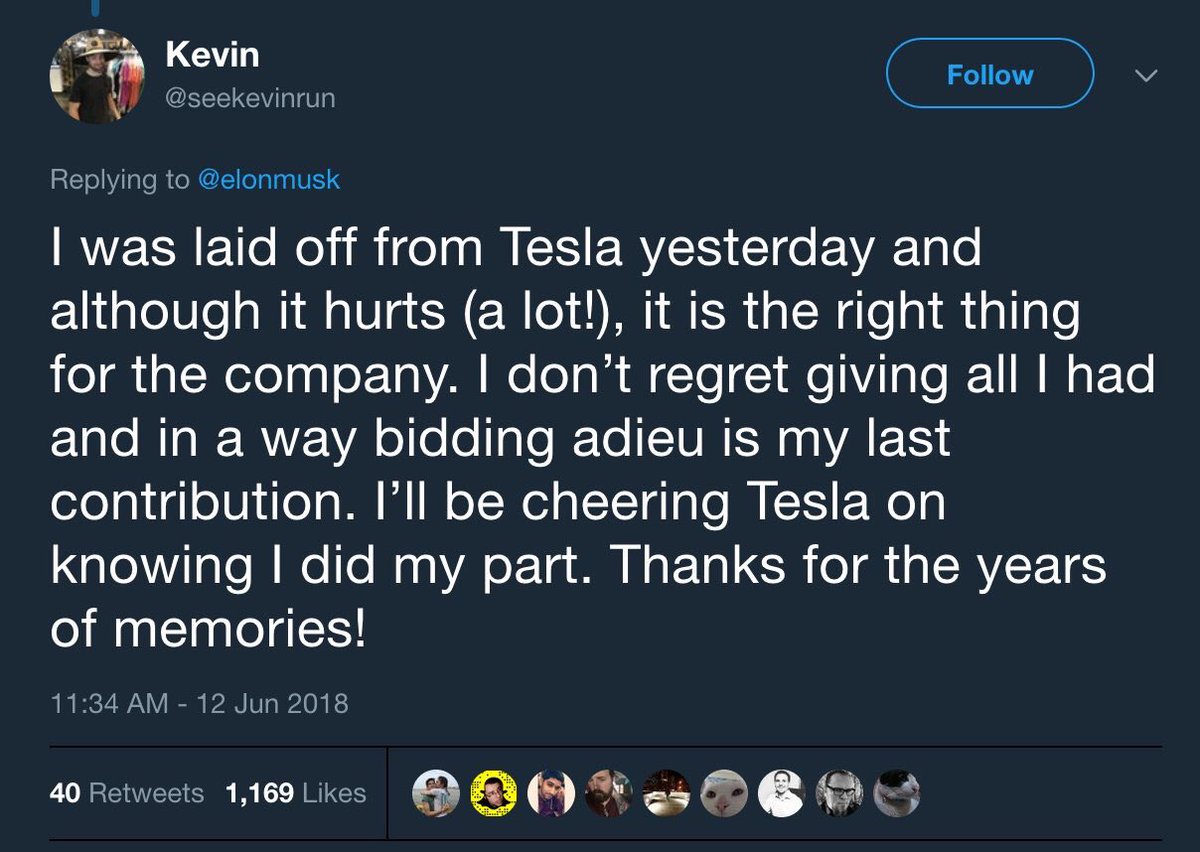 Kevin
@seekevinrun
Follow
Replying to @elonmusk
I was laid off from Tesla yesterday and
although it hurts (a lot!), it is the right thing
for the company. I don’t regret giving all I had
and in a way bidding adieu is my last
contribution. I’ll be cheering Tesla on
knowing I did my part. Thanks for the years
of memories!
11:34 AM - 12 Jun 2018
40 Retweets 1,169 Likes